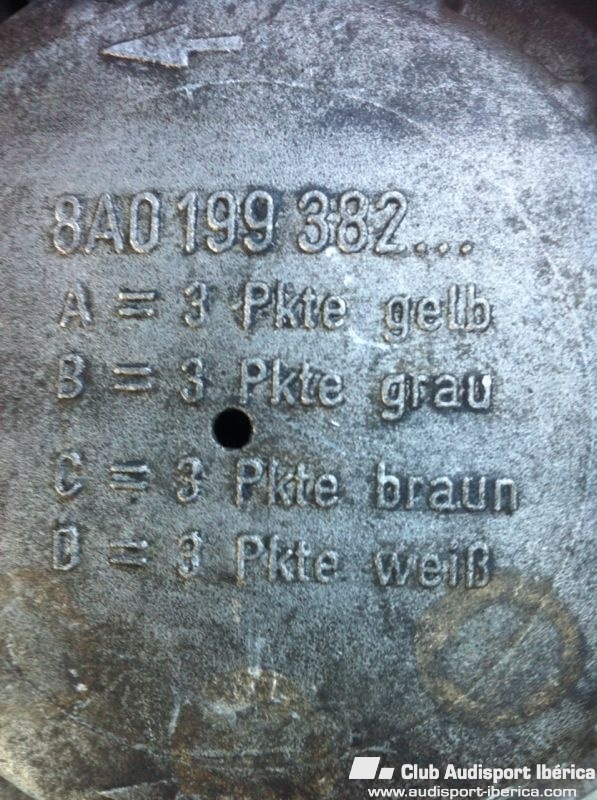 8A0 199 382...
A = 3 Pkte gelb
B = 3 Pkte grau
C = 3 Pkte braun
D = 3 Pkte weiß
Club Audisport Ibérica
www.audisport-iberica.com